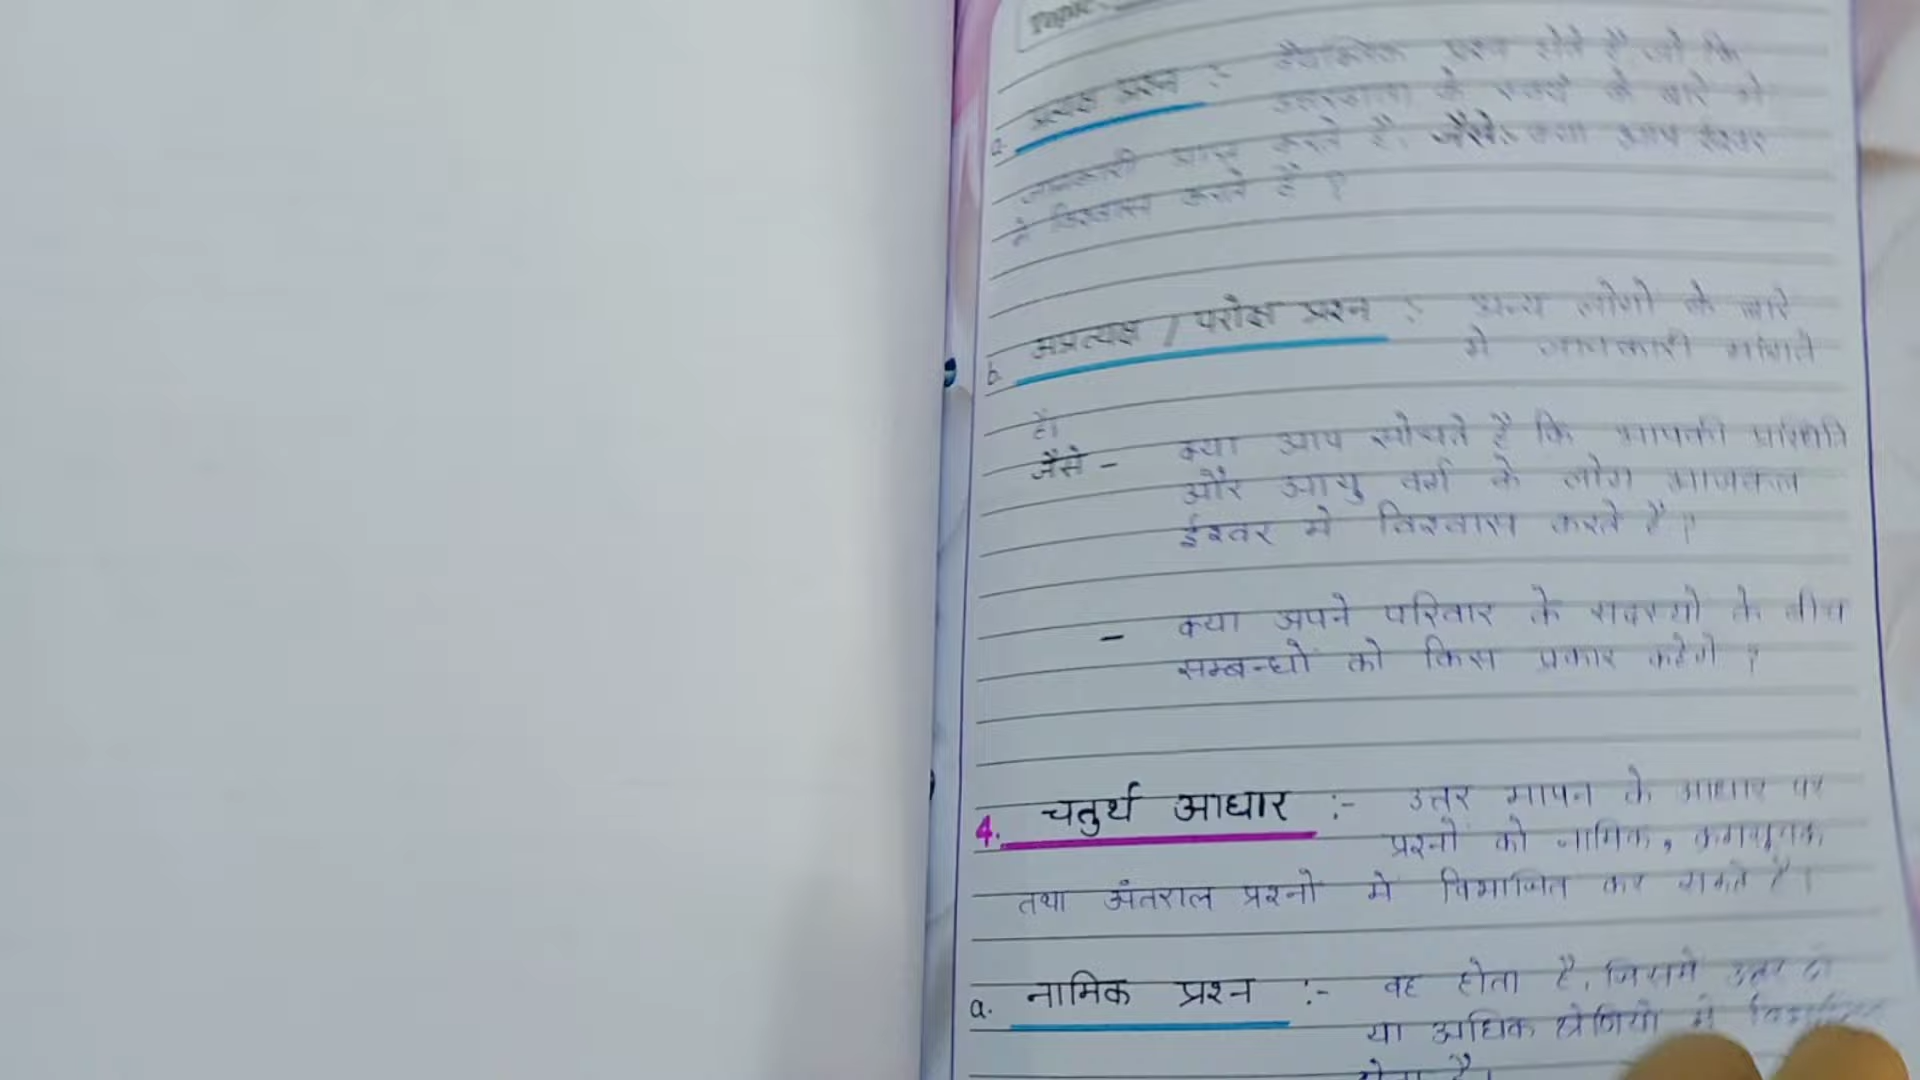 Topic
a. प्रत्यक्ष प्रश्न :- वैयक्तिक प्रश्न होते है जो कि
उत्तरदाता के स्वयं के बारे मे
जानकारी प्राप्त करते है। जैसे: क्या आप ईश्वर
मे विश्वास करते है ?
b. अप्रत्यक्ष / परोक्ष प्रश्न :- अन्य लोगो के बारे
मे जानकारी मांगते
है।
जैसे - क्या आप सोचते है कि आपकी
और आयु वर्ग के लोग आजकल
ईश्वर मे विश्वास करते है।
- क्या अपने परिवार के सदस्यो के बीच
सम्बन्धों को किस प्रकार कहेगे ?
4. चतुर्थ आधार :- उत्तर मापन के आधार पर
प्रश्नों को नामिक, क्रमसूचक
तथा अंतराल प्रश्नों मे विभाजित कर सकते है।
a. नामिक प्रश्न :- वह होता है, जिसमे उत्तर दो
या अधिक श्रेणियो मे
होता है।